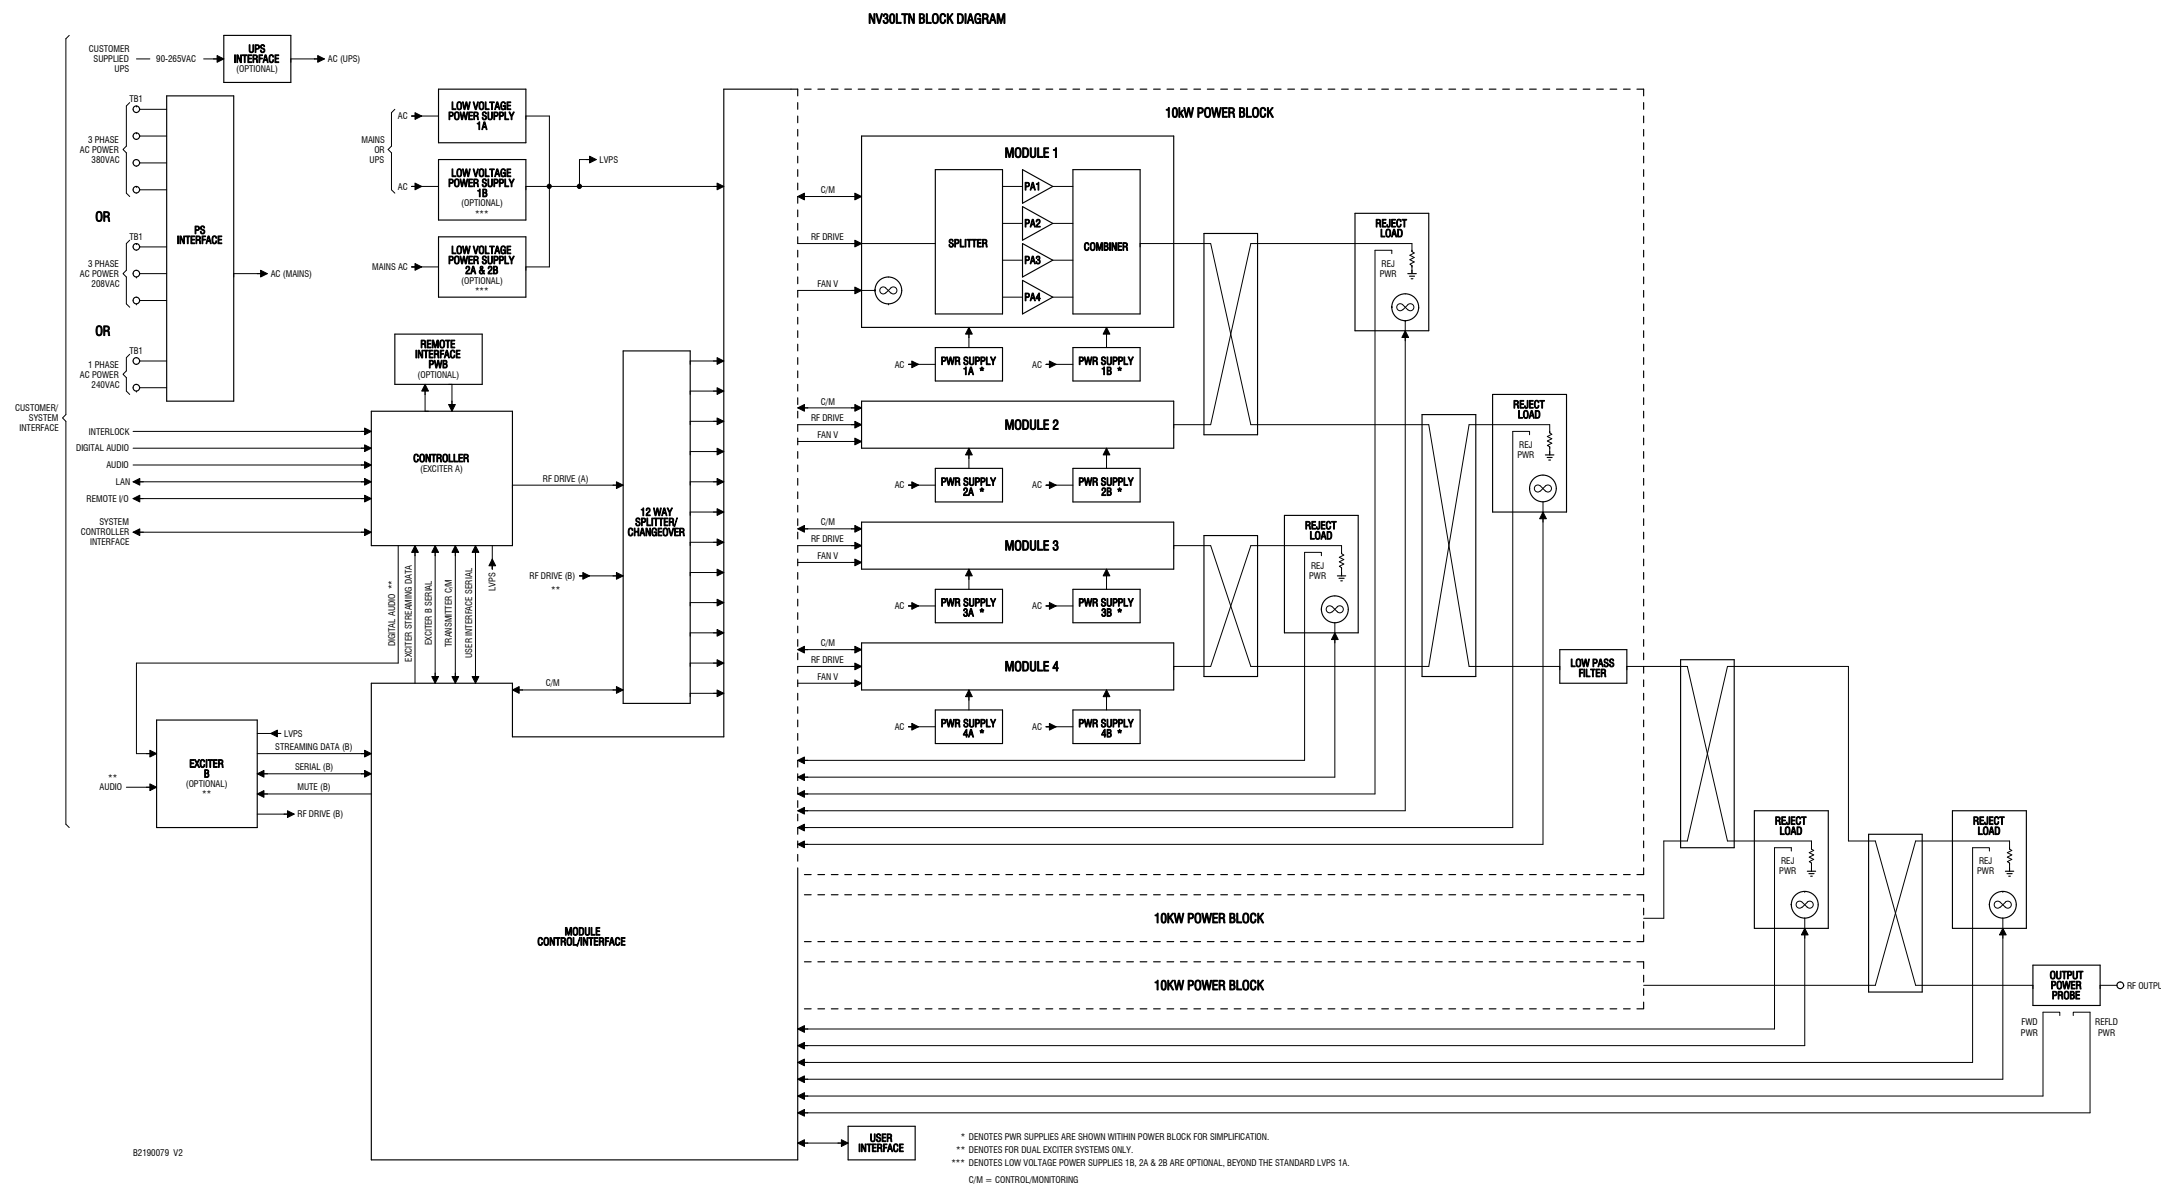 NV30LTN BLOCK DIAGRAM
CUSTOMER
SUPPLIED
UPS
90-265VAC
UPS
INTERFACE
(OPTIONAL)
AC (UPS)
TB1
3 PHASE
AC POWER
380VAC
OR
TB1
3 PHASE
AC POWER
208VAC
OR
TB1
1 PHASE
AC POWER
240VAC
PS
INTERFACE
AC (MAINS)
CUSTOMER/
SYSTEM
INTERFACE
MAINS
OR
UPS
AC
LOW VOLTAGE
POWER SUPPLY
1A
AC
LOW VOLTAGE
POWER SUPPLY
1B
(OPTIONAL)
***
MAINS AC
LOW VOLTAGE
POWER SUPPLY
2A & 2B
(OPTIONAL)
***
LVPS
REMOTE
INTERFACE
PWB
(OPTIONAL)
INTERLOCK
DIGITAL AUDIO
AUDIO
LAN
REMOTE I/O
SYSTEM
CONTROLLER
INTERFACE
CONTROLLER
(EXCITER A)
RF DRIVE (A)
12 WAY
SPLITTER/
CHANGEOVER
RF DRIVE (B)
**
C/M
DIGITAL AUDIO **
EXCITER STREAMING DATA
EXCITER B SERIAL
TRANSMITTER C/M
USER INTERFACE SERIAL
LVPS
**
AUDIO
EXCITER
B
(OPTIONAL)
**
LVPS
STREAMING DATA (B)
SERIAL (B)
MUTE (B)
RF DRIVE (B)
MODULE
CONTROL/INTERFACE
10kW POWER BLOCK
MODULE 1
C/M
RF DRIVE
FAN V
SPLITTER
PA1
PA2
PA3
PA4
COMBINER
AC
PWR SUPPLY
1A *
AC
PWR SUPPLY
1B *
C/M
RF DRIVE
FAN V
MODULE 2
AC
PWR SUPPLY
2A *
AC
PWR SUPPLY
2B *
C/M
RF DRIVE
FAN V
MODULE 3
AC
PWR SUPPLY
3A *
AC
PWR SUPPLY
3B *
C/M
RF DRIVE
FAN V
MODULE 4
AC
PWR SUPPLY
4A *
AC
PWR SUPPLY
4B *
REJECT
LOAD
REJ
PWR
REJECT
LOAD
REJ
PWR
REJECT
LOAD
REJ
PWR
LOW PASS
FILTER
REJECT
LOAD
REJ
PWR
REJECT
LOAD
REJ
PWR
10KW POWER BLOCK
10KW POWER BLOCK
OUTPUT
POWER
PROBE
FWD
PWR
REFLD
PWR
USER
INTERFACE
* DENOTES PWR SUPPLIES ARE SHOWN WITIHIN POWER BLOCK FOR SIMPLIFICATION.
** DENOTES FOR DUAL EXCITER SYSTEMS ONLY.
*** DENOTES LOW VOLTAGE POWER SUPPLIES 1B, 2A & 2B ARE OPTIONAL, BEYOND THE STANDARD LVPS 1A.
C/M = CONTROL/MONITORING
B2190079 V2
RF